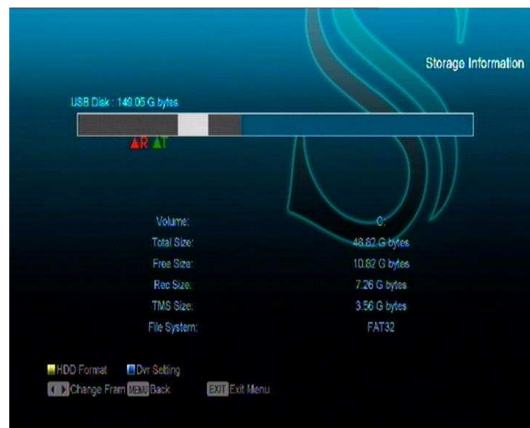 Storage Information
USB Disk : 149.05 G bytes
▲R ▲T
Volume: C:
Total Size: 48.82 G bytes
Free Size: 10.82 G bytes
Rec Size: 7.26 G bytes
TMS Size: 3.56 G bytes
File System: FAT32
HDD Format Dvr Setting
Change Fram MENU Back EXIT Exit Menu